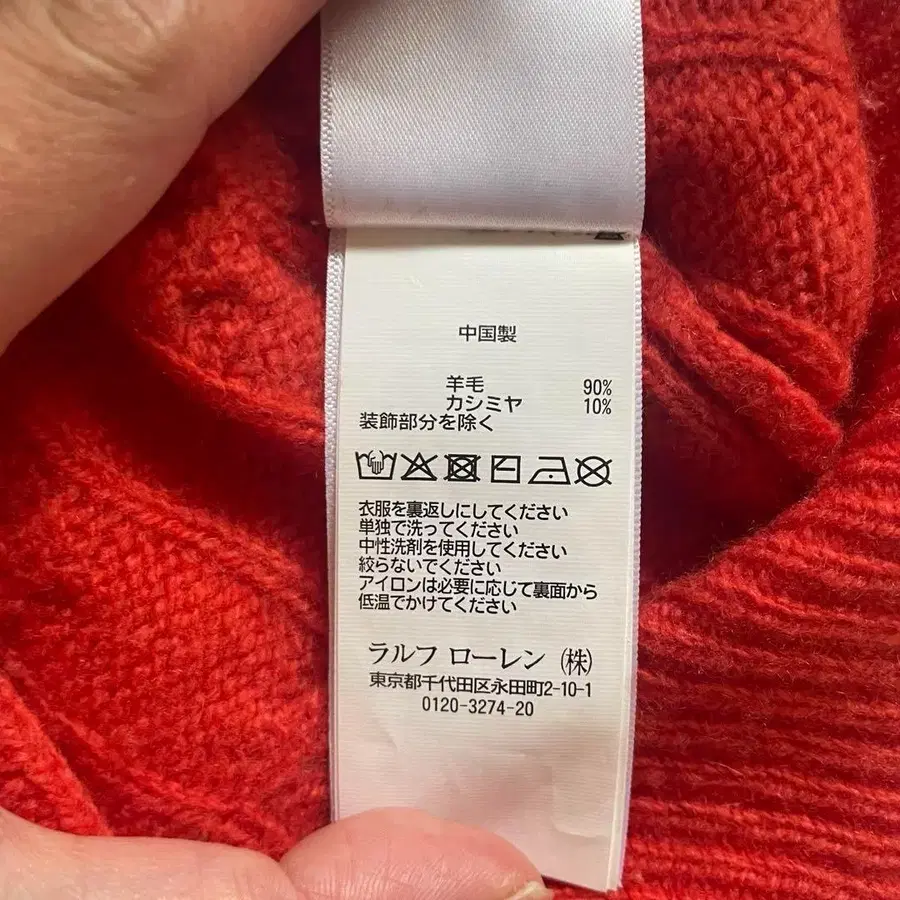 中国製
羊毛 90%
カシミヤ 10%
装飾部分を除く
衣服を裏返しにしてください
単独で洗ってください
中性洗剤を使用してください
絞らないでください
アイロンは必要に応じて裏面から
低温でかけてください
ラルフ ローレン (株)
東京都千代田区永田町2-10-1
0120-3274-20